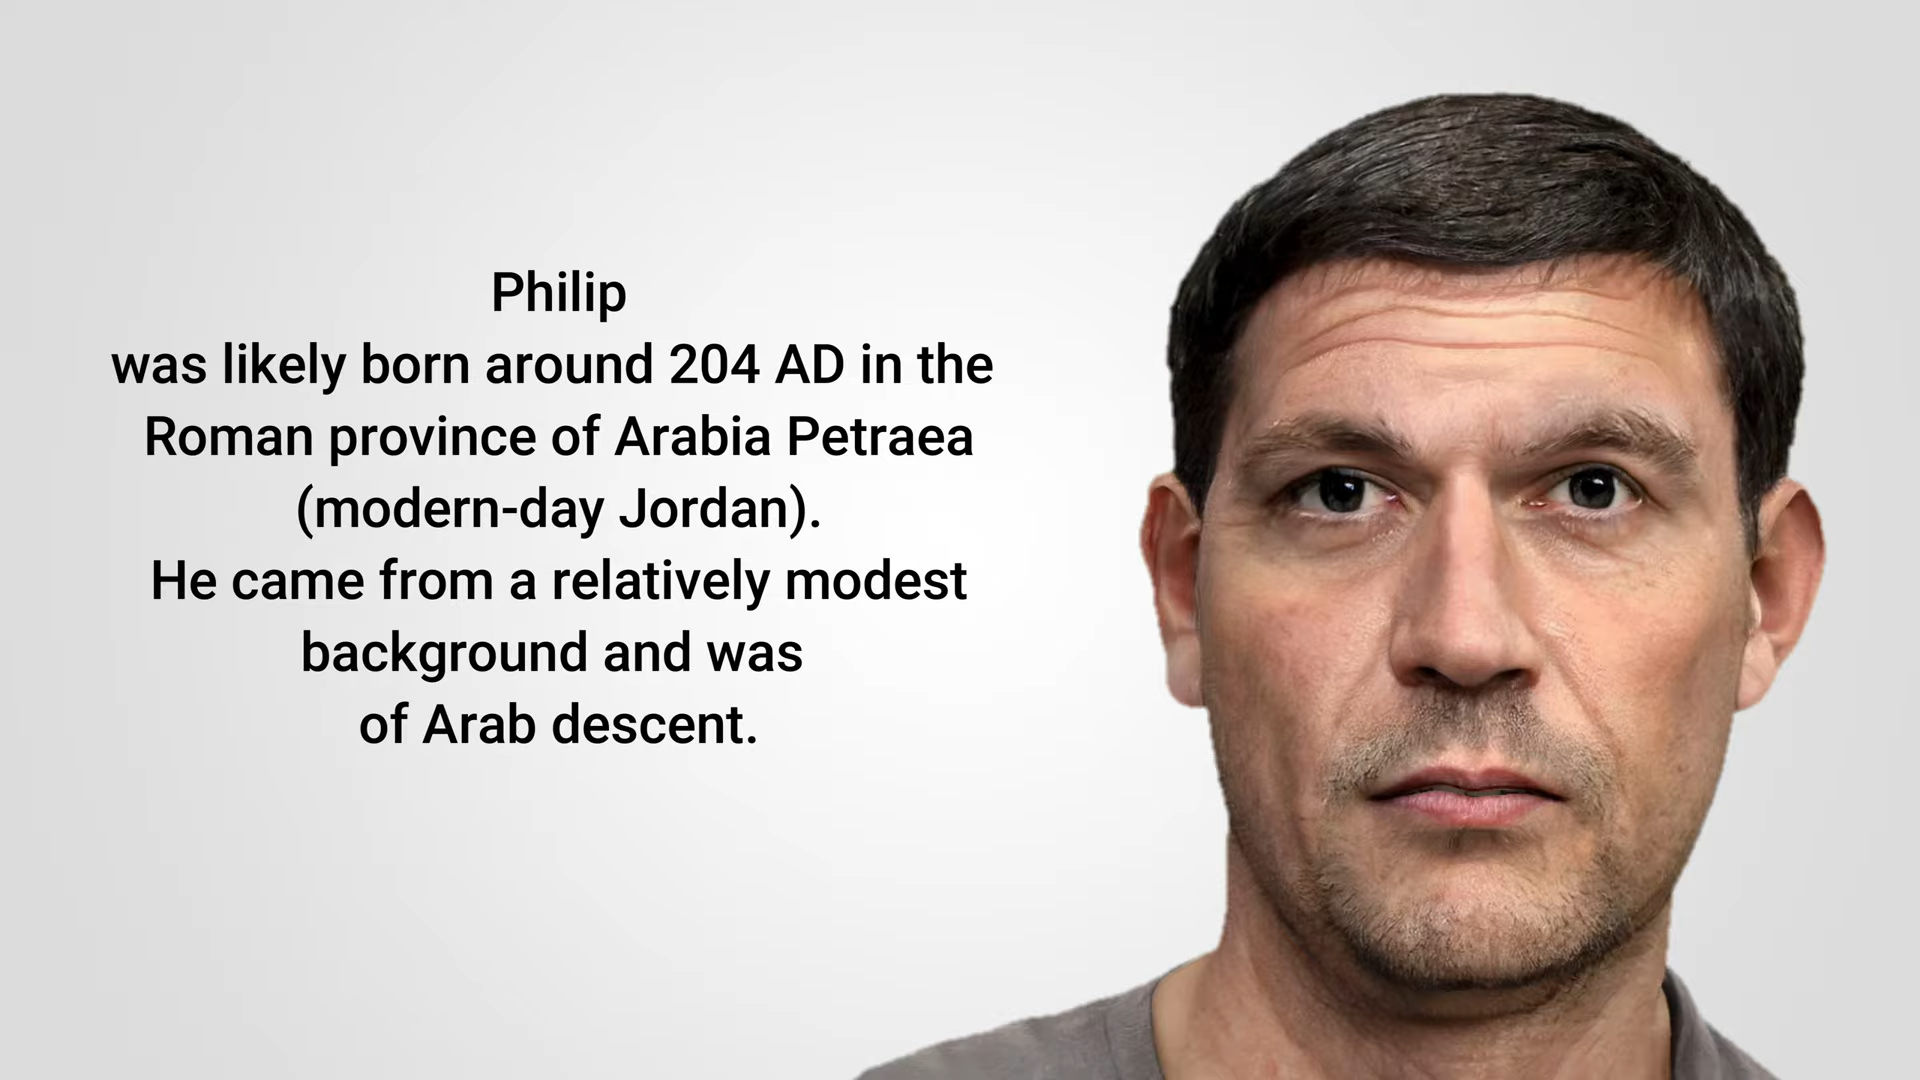 Philip
was likely born around 204 AD in the
Roman province of Arabia Petraea
(modern-day Jordan).
He came from a relatively modest
background and was
of Arab descent.